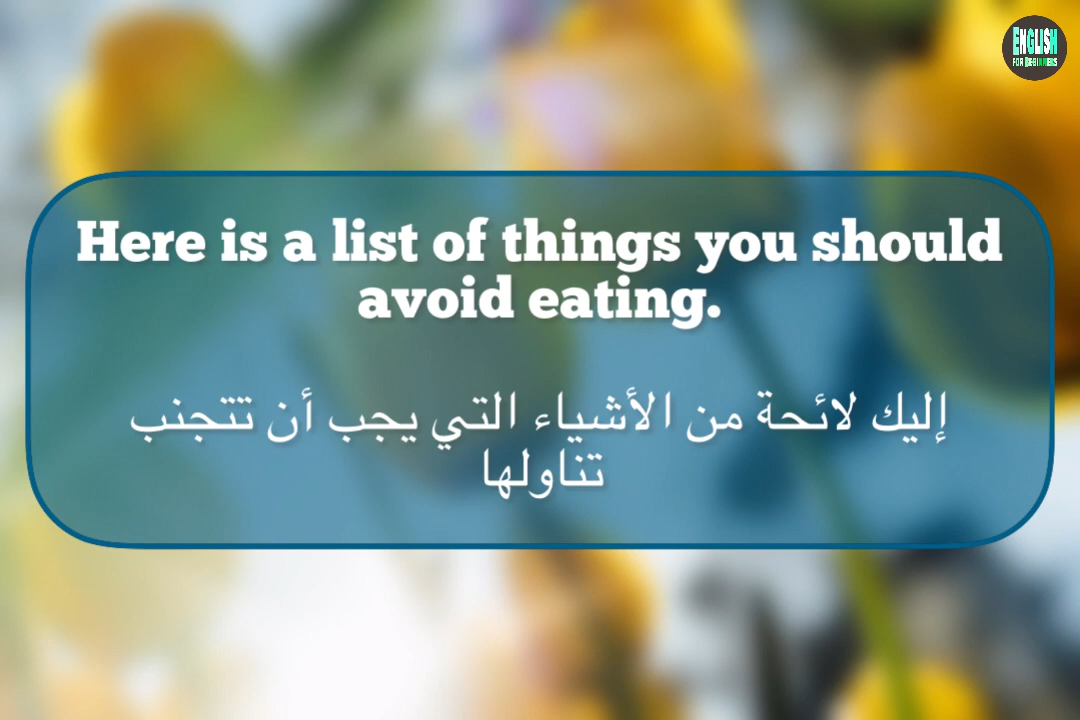 ENGLISH
FOR BEGINNERS
Here is a list of things you should
avoid eating.
إليك لائحة من الأشياء التي يجب أن تتجنب
تناولها